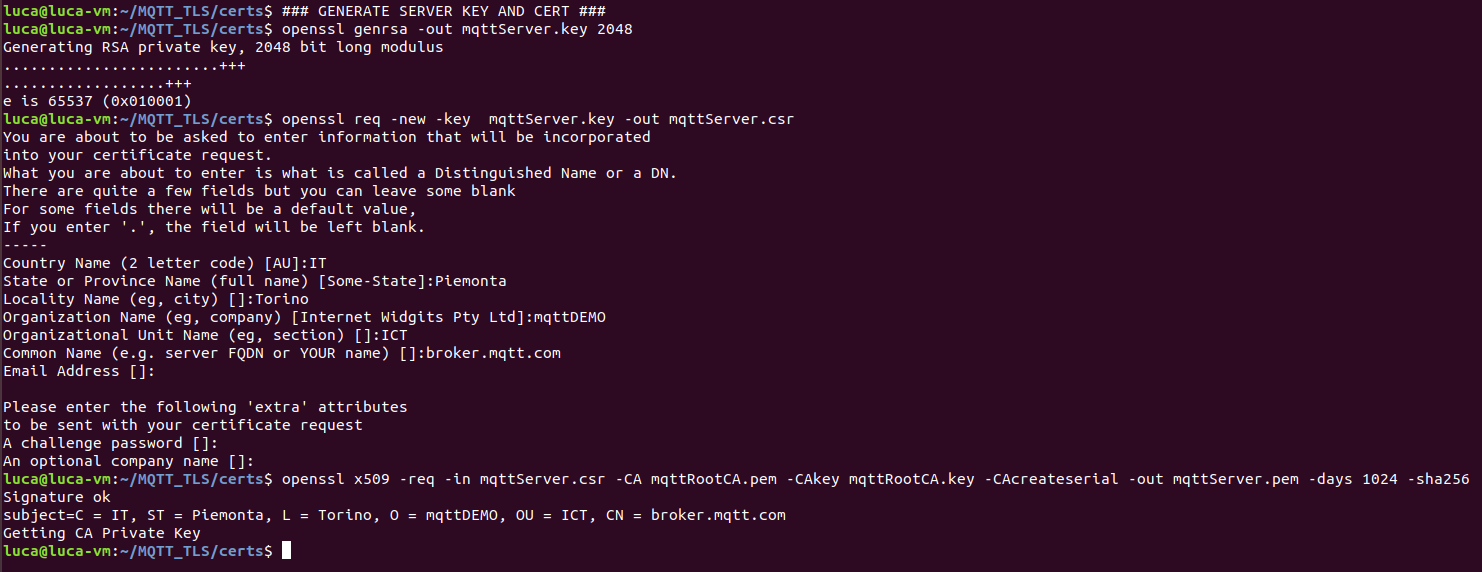 luca@luca-vm:~/MQTT_TLS/certs$ ### GENERATE SERVER KEY AND CERT ###
luca@luca-vm:~/MQTT_TLS/certs$ openssl genrsa -out mqttServer.key 2048
Generating RSA private key, 2048 bit long modulus
........................+++
..................+++
e is 65537 (0x010001)
luca@luca-vm:~/MQTT_TLS/certs$ openssl req -new -key  mqttServer.key -out mqttServer.csr
You are about to be asked to enter information that will be incorporated
into your certificate request.
What you are about to enter is what is called a Distinguished Name or a DN.
There are quite a few fields but you can leave some blank
For some fields there will be a default value,
If you enter '.', the field will be left blank.
-----
Country Name (2 letter code) [AU]:IT
State or Province Name (full name) [Some-State]:Piemonta
Locality Name (eg, city) []:Torino
Organization Name (eg, company) [Internet Widgits Pty Ltd]:mqttDEMO
Organizational Unit Name (eg, section) []:ICT
Common Name (e.g. server FQDN or YOUR name) []:broker.mqtt.com
Email Address []:

Please enter the following 'extra' attributes
to be sent with your certificate request
A challenge password []:
An optional company name []:
luca@luca-vm:~/MQTT_TLS/certs$ openssl x509 -req -in mqttServer.csr -CA mqttRootCA.pem -CAkey mqttRootCA.key -CAcreateserial -out mqttServer.pem -days 1024 -sha256
Signature ok
subject=C = IT, ST = Piemonta, L = Torino, O = mqttDEMO, OU = ICT, CN = broker.mqtt.com
Getting CA Private Key
luca@luca-vm:~/MQTT_TLS/certs$